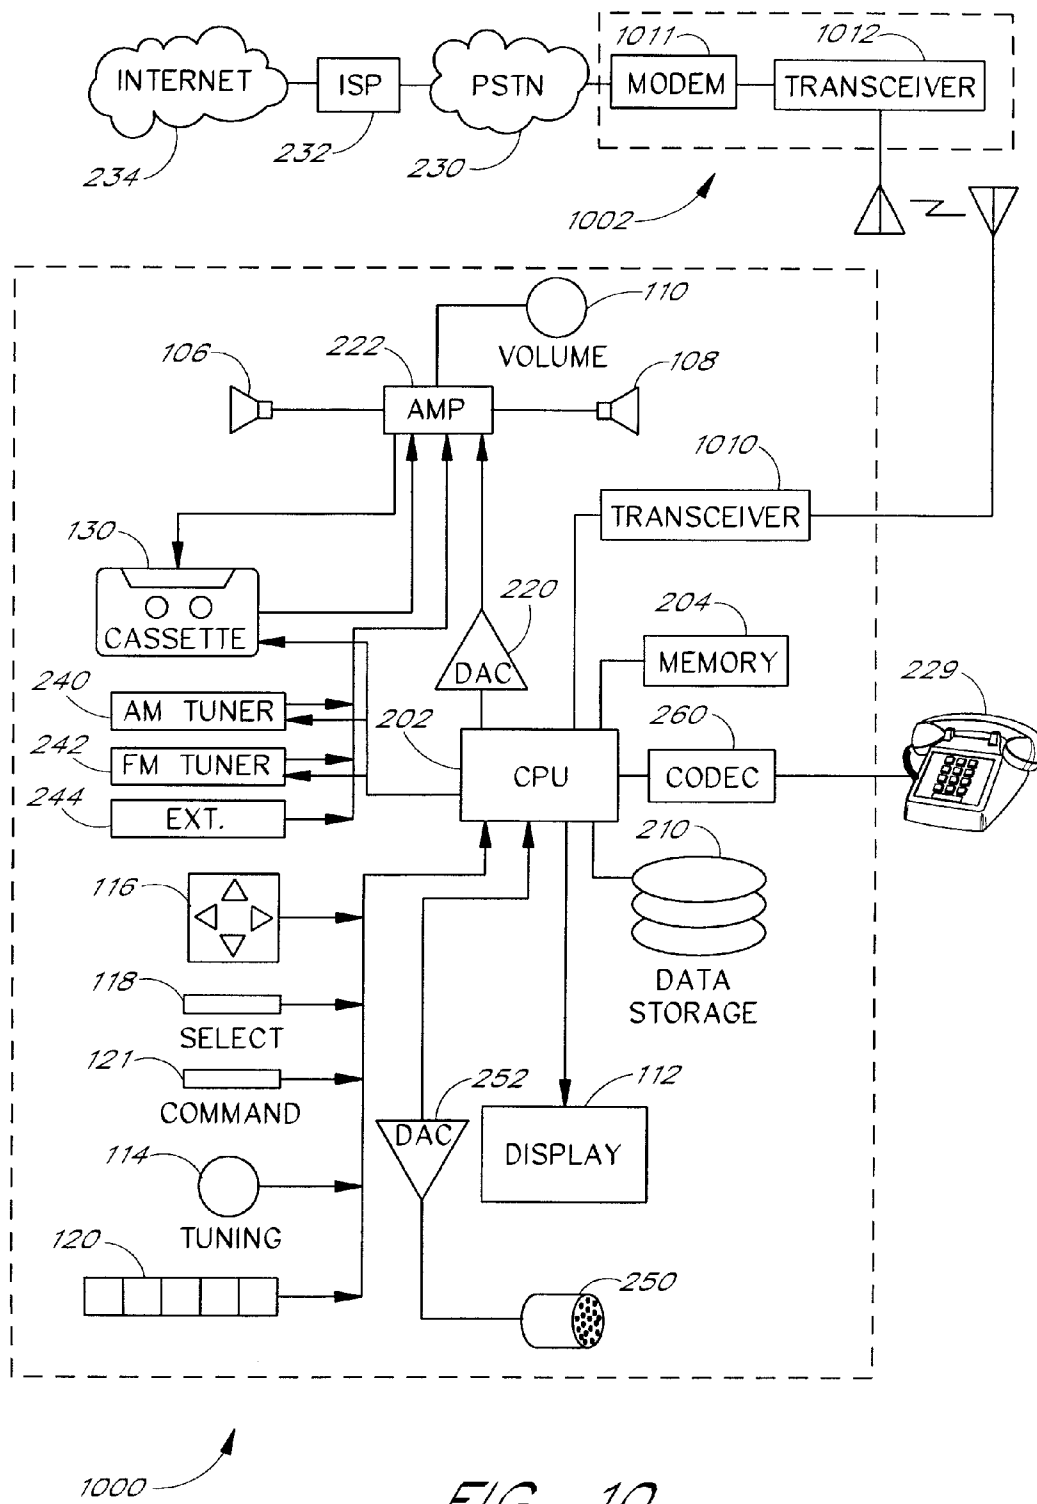 1011
1012
INTERNET
ISP
PSTN
MODEM
TRANSCEIVER
234
232
230
1002
110
VOLUME
106
222
108
AMP
1010
TRANSCEIVER
130
CASSETTE
220
DAC
204
MEMORY
240
AM TUNER
202
260
229
242
FM TUNER
CPU
CODEC
244
EXT.
210
116
DATA
STORAGE
118
SELECT
121
COMMAND
252
DAC
112
DISPLAY
114
TUNING
120
250
1000
FIG. 10